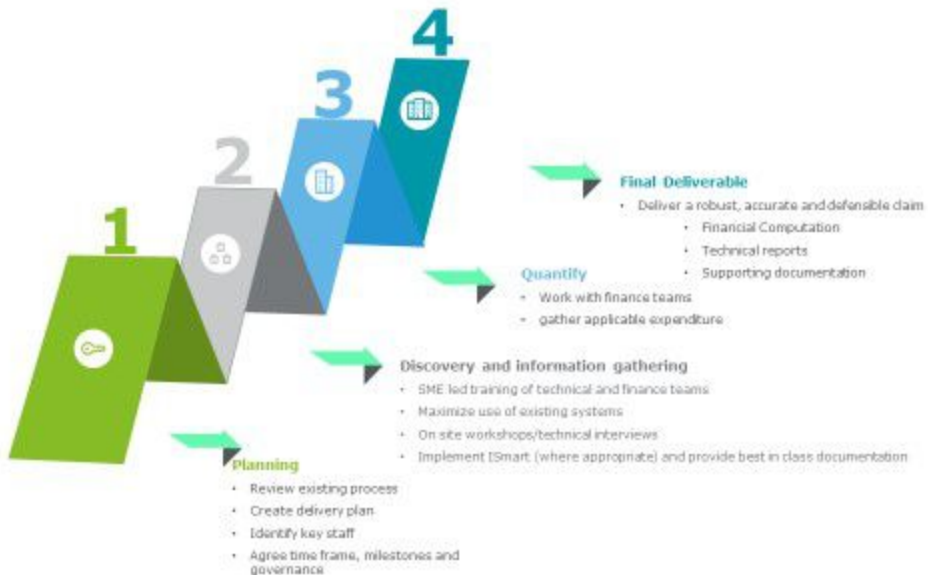 4
3
2
1
Final Deliverable
• Deliver a robust, accurate and defensible claim
• Financial Computation
• Technical reports
• Supporting documentation
Quantify
• Work with finance teams
• gather applicable expenditure
Discovery and information gathering
• SME led training of technical and finance teams
• Maximize use of existing systems
• On site workshops/technical interviews
• Implement ISmart (where appropriate) and provide best in class documentation
Planning
• Review existing process
• Create delivery plan
• Identify key staff
• Agree time frame, milestones and
governance